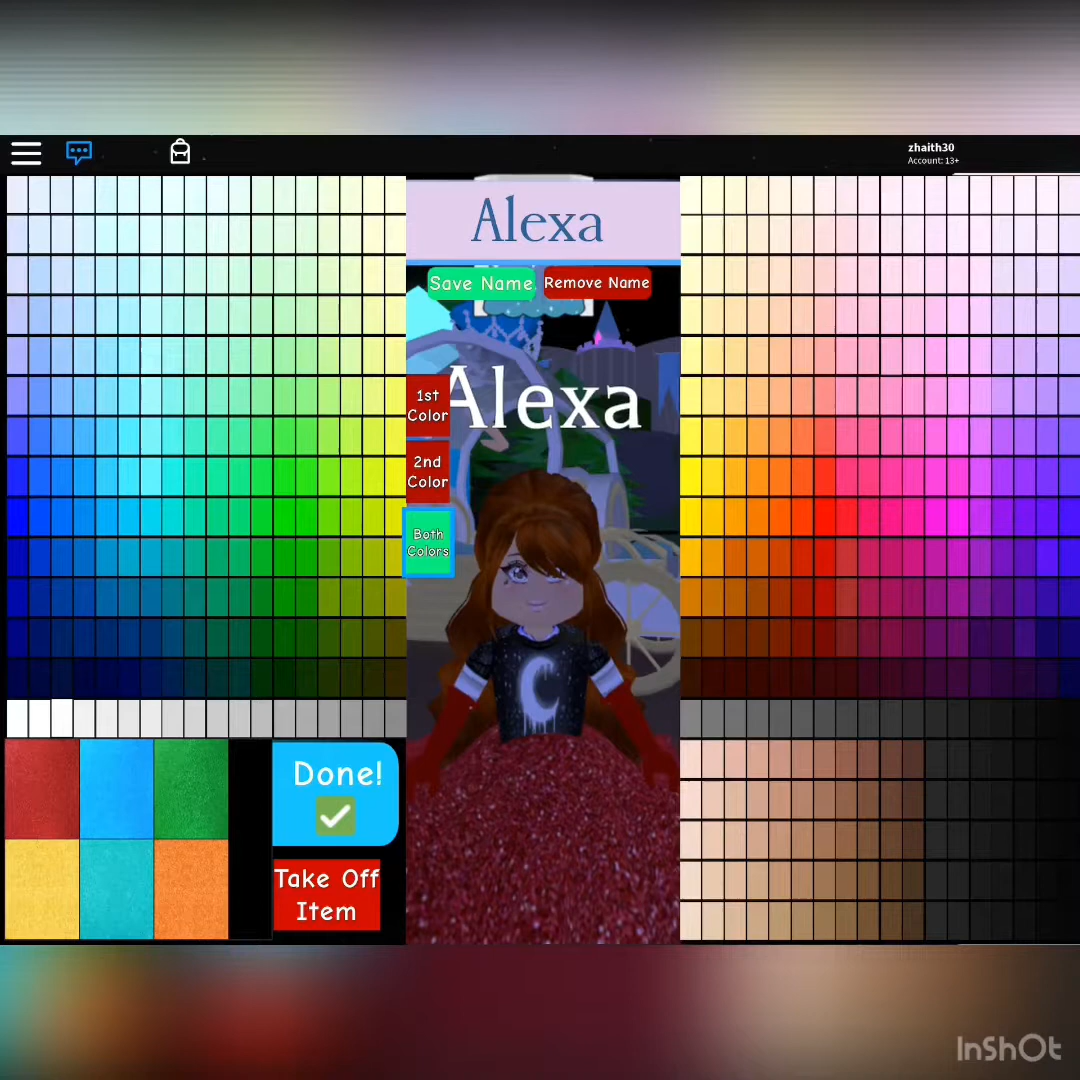 zhaith30
Account: 13+
Alexa
Save Name
Remove Name
Alexa
1st
Color
2nd
Color
Both
Colors
Done!
Take Off
Item
InShOt